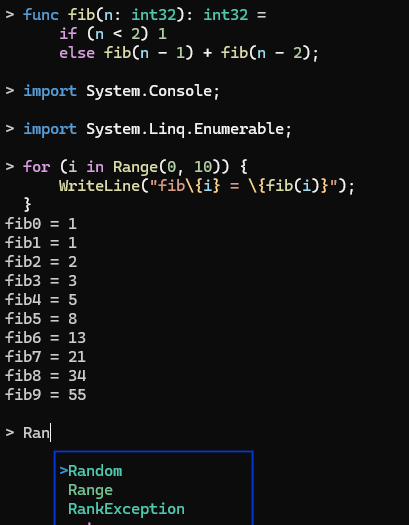 > func fib(n: int32): int32 =
if (n < 2) 1
else fib(n - 1) + fib(n - 2);
> import System.Console;
> import System.Linq.Enumerable;
> for (i in Range(0, 10)) {
WriteLine("fib\{i} = \{fib(i)}");
}
fib0 = 1
fib1 = 1
fib2 = 2
fib3 = 3
fib4 = 5
fib5 = 8
fib6 = 13
fib7 = 21
fib8 = 34
fib9 = 55
> Ran
>Random
Range
RankException